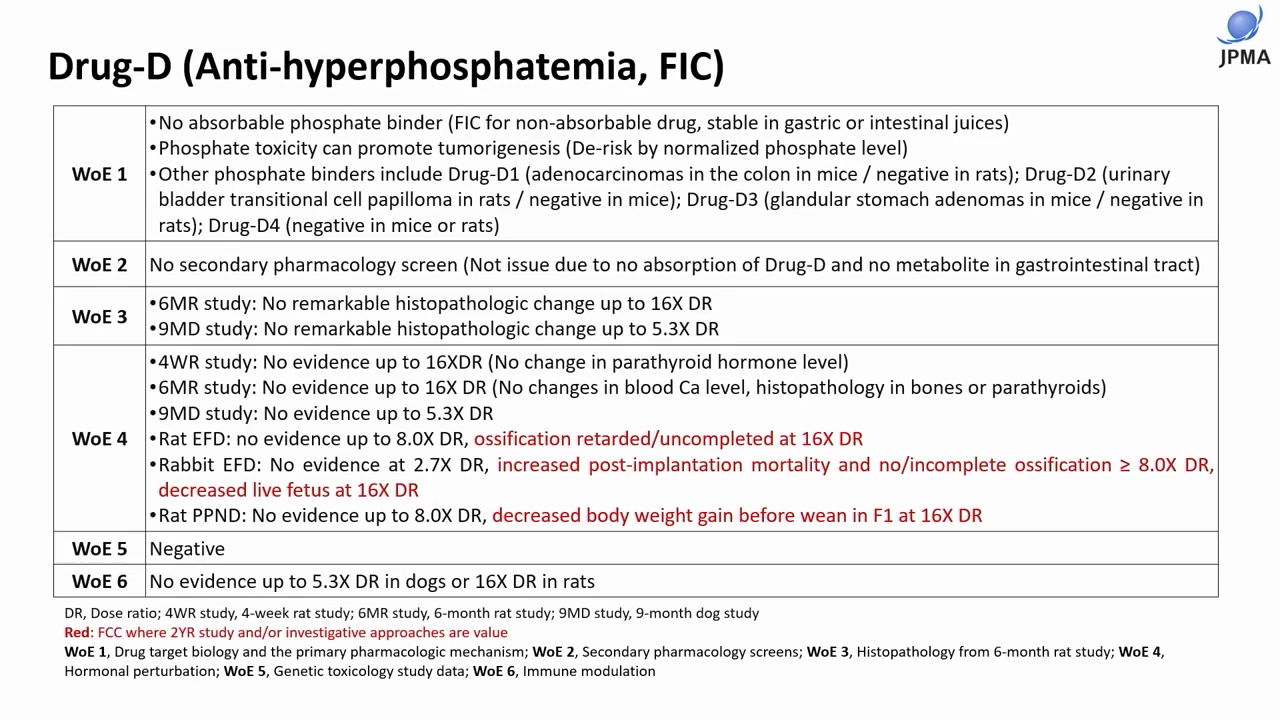 JPMA
Drug-D (Anti-hyperphosphatemia, FIC)
WoE 1
•No absorbable phosphate binder (FIC for non-absorbable drug, stable in gastric or intestinal juices)
•Phosphate toxicity can promote tumorigenesis (De-risk by normalized phosphate level)
•Other phosphate binders include Drug-D1 (adenocarcinomas in the colon in mice / negative in rats); Drug-D2 (urinary
bladder transitional cell papilloma in rats / negative in mice); Drug-D3 (glandular stomach adenomas in mice / negative in
rats); Drug-D4 (negative in mice or rats)
WoE 2
No secondary pharmacology screen (Not issue due to no absorption of Drug-D and no metabolite in gastrointestinal tract)
WoE 3
•6MR study: No remarkable histopathologic change up to 16X DR
•9MD study: No remarkable histopathologic change up to 5.3X DR
WoE 4
•4WR study: No evidence up to 16XDR (No change in parathyroid hormone level)
•6MR study: No evidence up to 16X DR (No changes in blood Ca level, histopathology in bones or parathyroids)
•9MD study: No evidence up to 5.3X DR
•Rat EFD: no evidence up to 8.0X DR, ossification retarded/uncompleted at 16X DR
•Rabbit EFD: No evidence at 2.7X DR, increased post-implantation mortality and no/incomplete ossification ≥ 8.0X DR,
decreased live fetus at 16X DR
•Rat PPND: No evidence up to 8.0X DR, decreased body weight gain before wean in F1 at 16X DR
WoE 5
Negative
WoE 6
No evidence up to 5.3X DR in dogs or 16X DR in rats
DR, Dose ratio; 4WR study, 4-week rat study; 6MR study, 6-month rat study; 9MD study, 9-month dog study
Red: FCC where 2YR study and/or investigative approaches are value
WoE 1, Drug target biology and the primary pharmacologic mechanism; WoE 2, Secondary pharmacology screens; WoE 3, Histopathology from 6-month rat study; WoE 4,
Hormonal perturbation; WoE 5, Genetic toxicology study data; WoE 6, Immune modulation